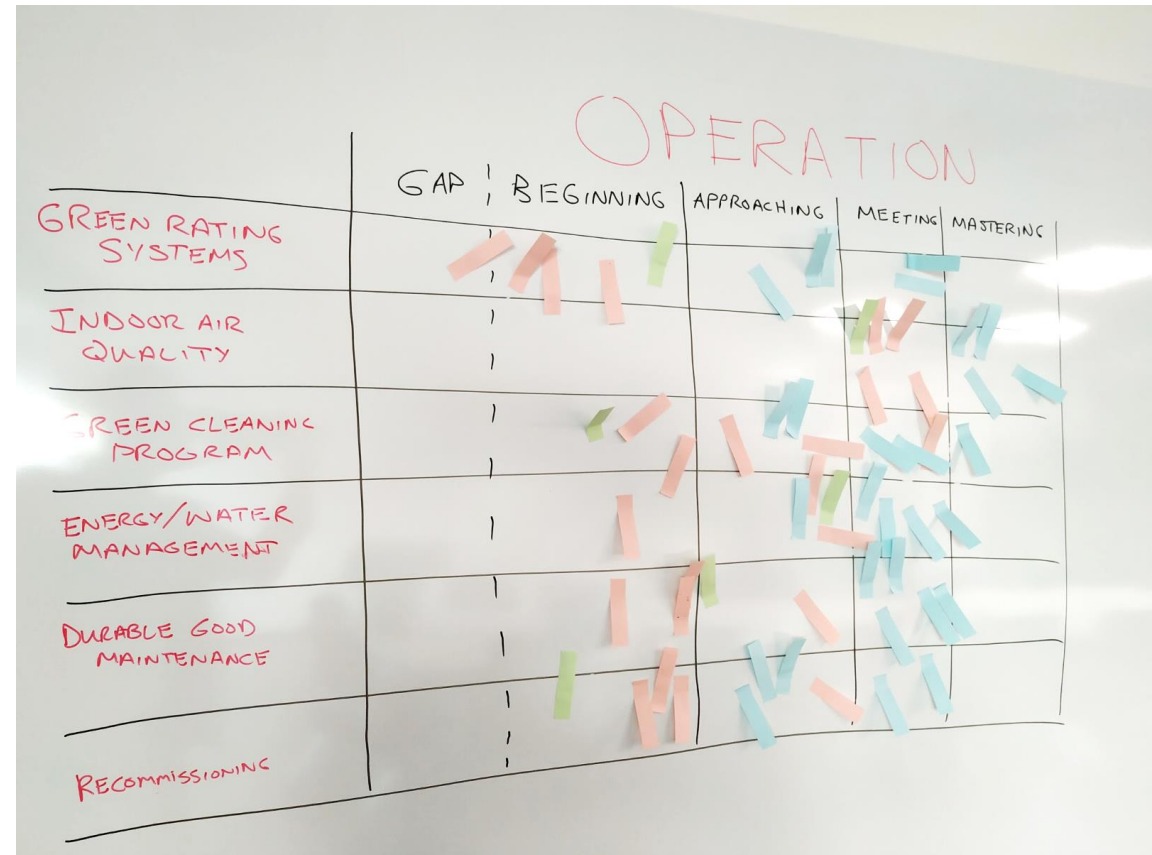 OPERATION
GAP BEGINNING APPROACHING MEETING MASTERING
GREEN RATING
SYSTEMS
INDOOR AIR
QUALITY
GREEN CLEANING
PROGRAM
ENERGY/WATER
MANAGEMENT
DURABLE GOOD
MAINTENANCE
RECOMMISSIONING